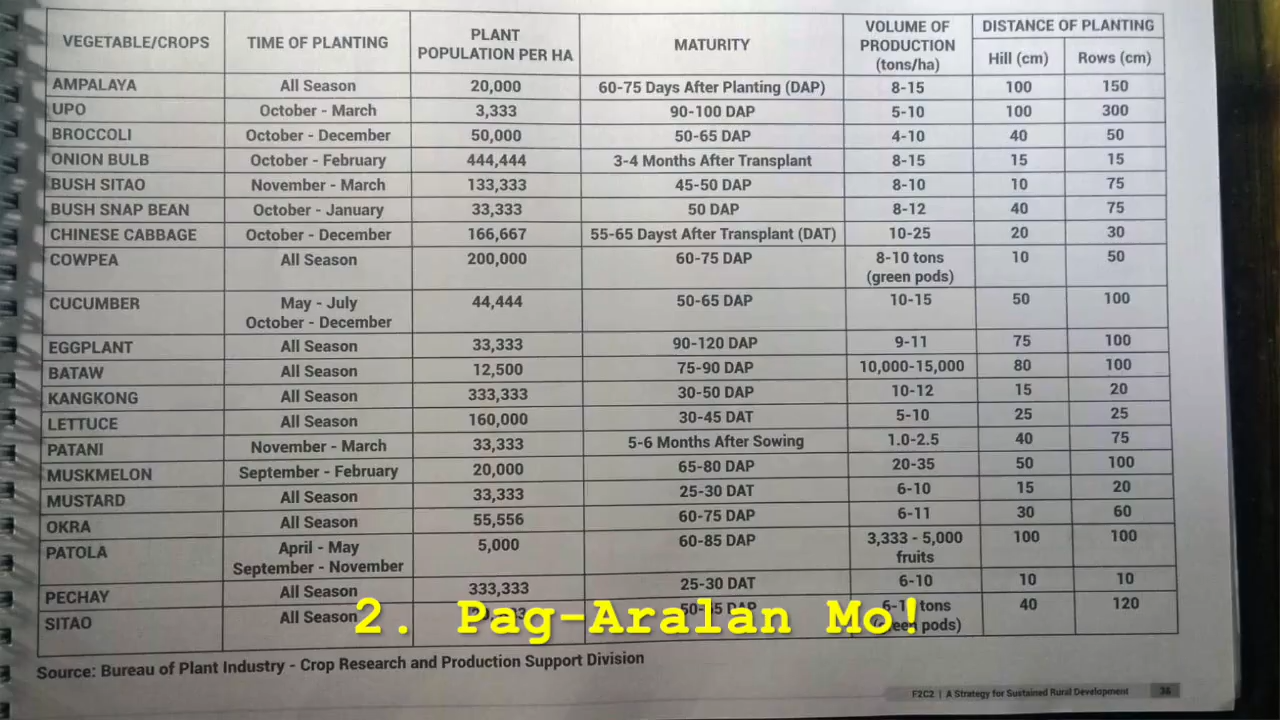 VEGETABLE/CROPS TIME OF PLANTING PLANT POPULATION PER HA MATURITY VOLUME OF PRODUCTION (tons/ha) DISTANCE OF PLANTING
Hill (cm) Rows (cm)
AMPALAYA All Season 20,000 60-75 Days After Planting (DAP) 8-15 100 150
UPO October - March 3,333 90-100 DAP 5-10 100 300
BROCCOLI October - December 50,000 50-65 DAP 4-10 40 50
ONION BULB October - February 444,444 3-4 Months After Transplant 8-15 15 15
BUSH SITAO November - March 133,333 45-50 DAP 8-10 10 75
BUSH SNAP BEAN October - January 33,333 50 DAP 8-12 40 75
CHINESE CABBAGE October - December 166,667 55-65 Dayst After Transplant (DAT) 10-25 20 30
COWPEA All Season 200,000 60-75 DAP 8-10 tons (green pods) 10 50
CUCUMBER May - July October - December 44,444 50-65 DAP 10-15 50 100
EGGPLANT All Season 33,333 90-120 DAP 9-11 75 100
BATAW All Season 12,500 75-90 DAP 10,000-15,000 80 100
KANGKONG All Season 333,333 30-50 DAP 10-12 15 20
LETTUCE All Season 160,000 30-45 DAT 5-10 25 25
PATANI November - March 33,333 5-6 Months After Sowing 1.0-2.5 40 75
MUSKMELON September - February 20,000 65-80 DAP 20-35 50 100
MUSTARD All Season 33,333 25-30 DAT 6-10 15 20
OKRA All Season 55,556 60-75 DAP 6-11 30 60
PATOLA April - May September - November 5,000 60-85 DAP 3,333 - 5,000 fruits 100 100
PECHAY All Season 333,333 25-30 DAT 6-10 10 10
SITAO All Season DAP tons pods) 40 120
2. Pag-Aralan Mo!
Source: Bureau of Plant Industry - Crop Research and Production Support Division
F2C2 | A Strategy for Sustained Rural Development 36